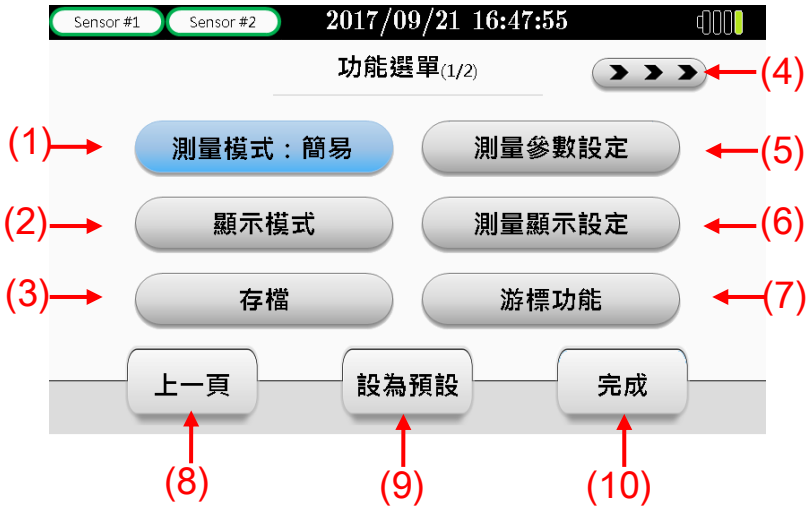 Sensor #1 Sensor #2 2017/09/21 16:47:55
功能選單(1/2)
(4)
(1) 測量模式：簡易 測量參數設定 (5)
(2) 顯示模式 測量顯示設定 (6)
(3) 存檔 游標功能 (7)
上一頁 設為預設 完成
(8) (9) (10)